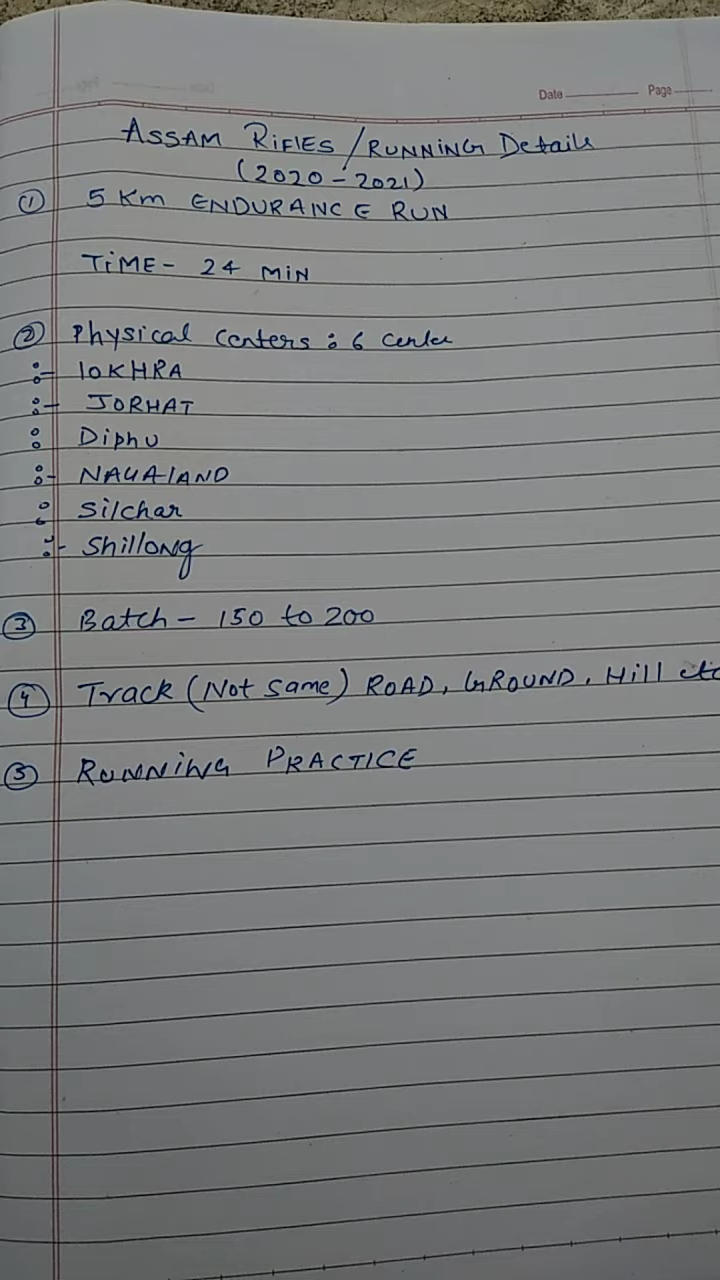 Date Page
ASSAM RIFlES / RUNNING Details
(2020-2021)
① 5 Km ENDURANCE RUN
TiME- 24 MiN
② Physical Centers : 6 Center
:- lOKHRA
:- JORHAT
: Diphu
:- NAGAlAND
: Silchar
:- Shillong
③ Batch - 150 to 200
④ Track (Not Same) ROAD, GROUND, Hill etc
⑤ RUNNiNG PRACTICE